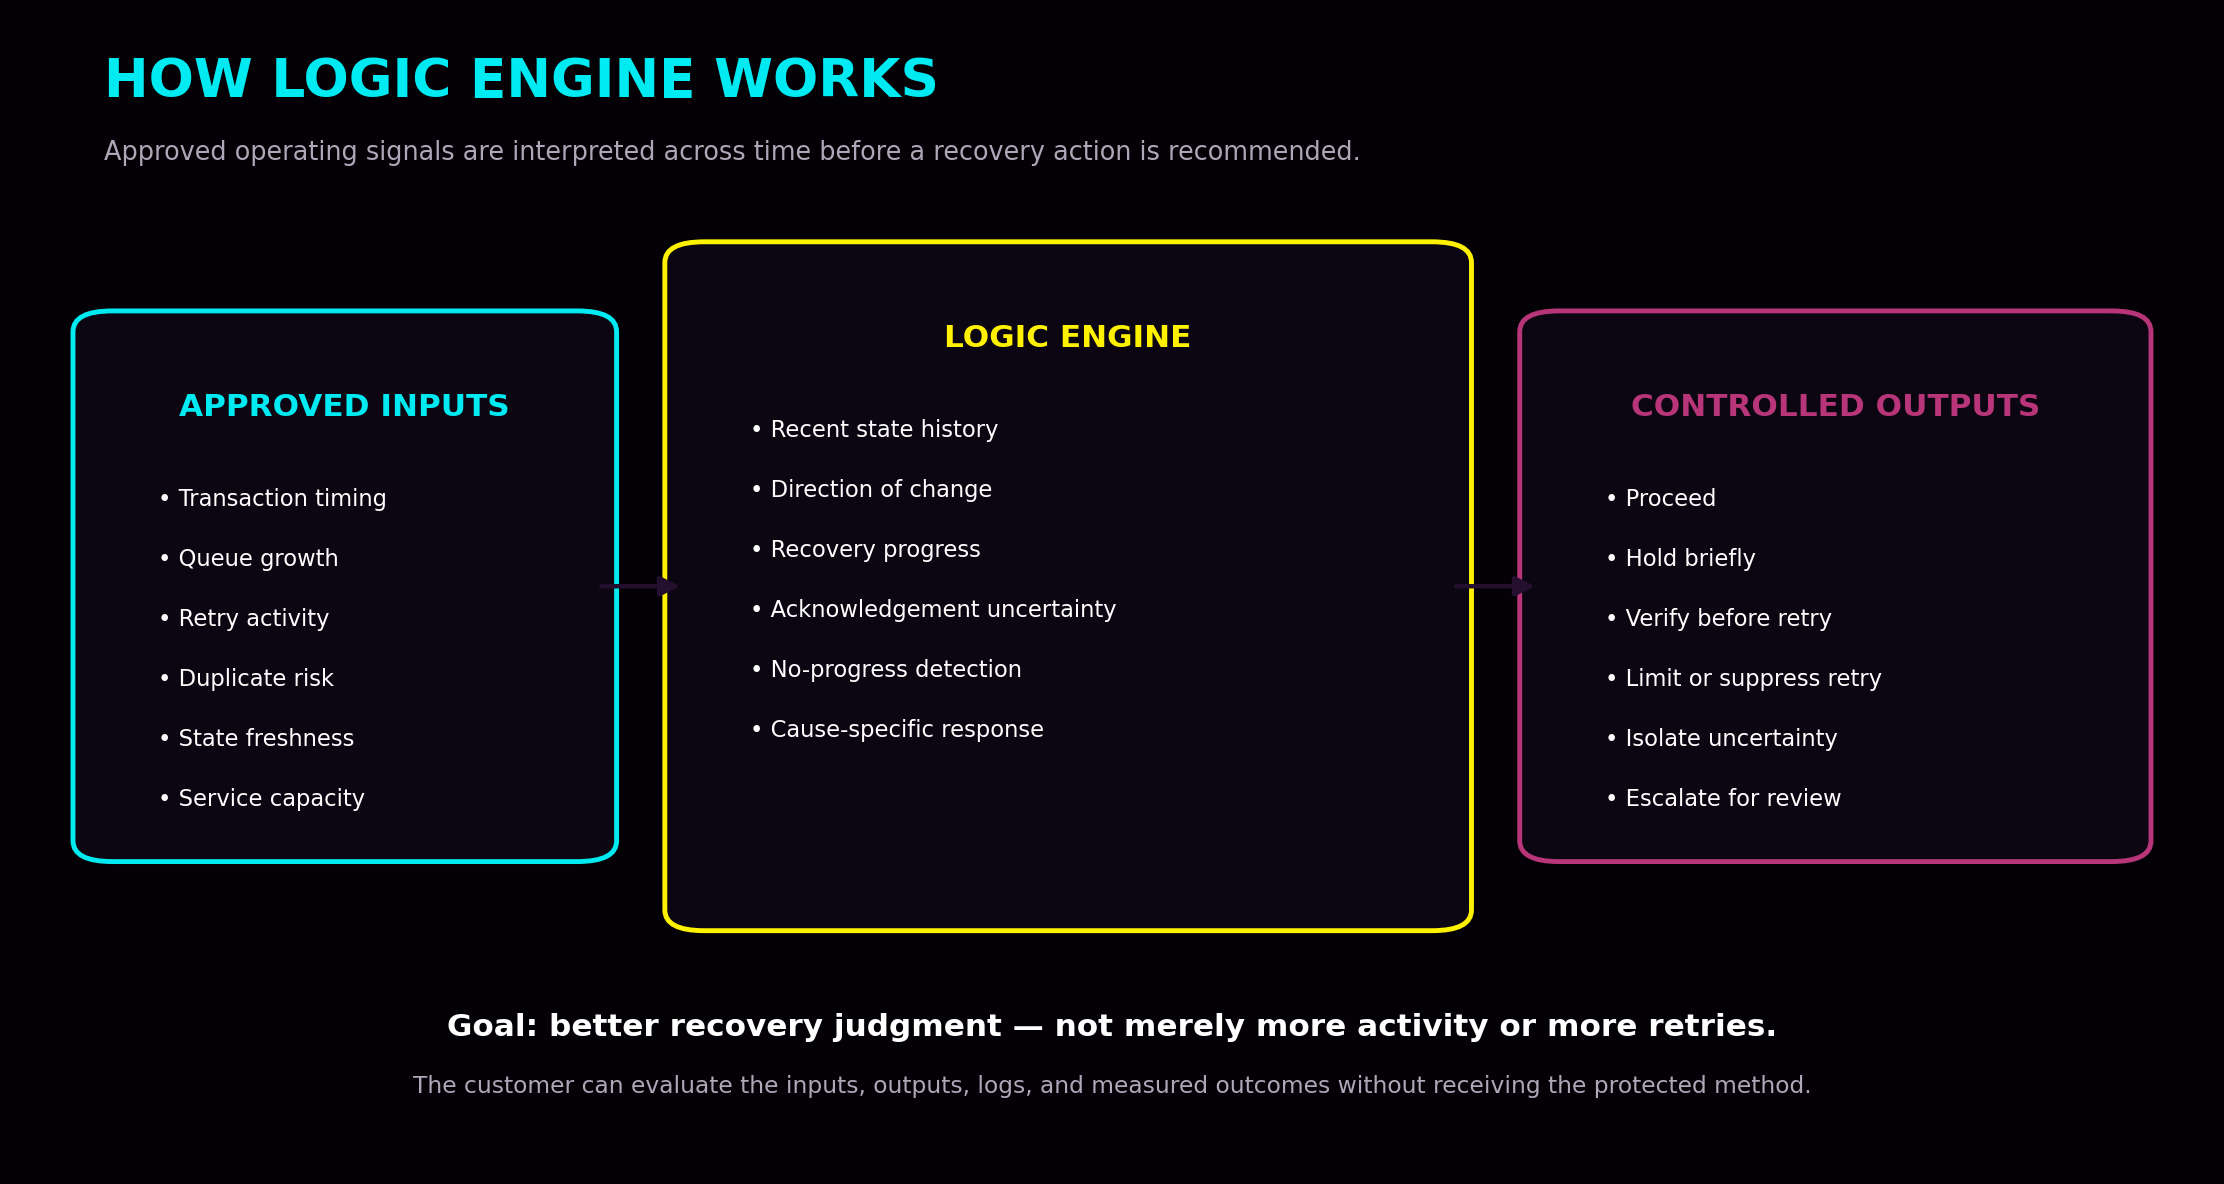 HOW LOGIC ENGINE WORKS
Approved operating signals are interpreted across time before a recovery action is recommended.
APPROVED INPUTS
• Transaction timing
• Queue growth
• Retry activity
• Duplicate risk
• State freshness
• Service capacity
LOGIC ENGINE
• Recent state history
• Direction of change
• Recovery progress
• Acknowledgement uncertainty
• No-progress detection
• Cause-specific response
CONTROLLED OUTPUTS
• Proceed
• Hold briefly
• Verify before retry
• Limit or suppress retry
• Isolate uncertainty
• Escalate for review
Goal: better recovery judgment — not merely more activity or more retries.
The customer can evaluate the inputs, outputs, logs, and measured outcomes without receiving the protected method.